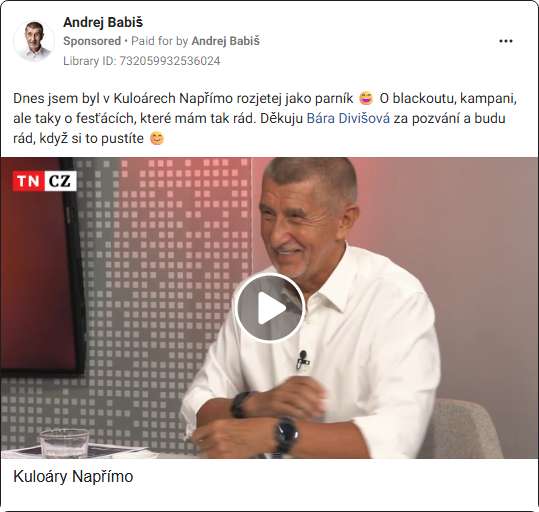 Andrej Babiš
Sponsored • Paid for by Andrej Babiš
Library ID: 732059932536024
Dnes jsem byl v Kuloárech Napřímo rozjetej jako parník 😄 O blackoutu, kampani,
ale taky o fesťácích, které mám tak rád. Děkuju Bára Divišová za pozvání a budu
rád, když si to pustíte 😊
TN CZ
Kuloáry Napřímo